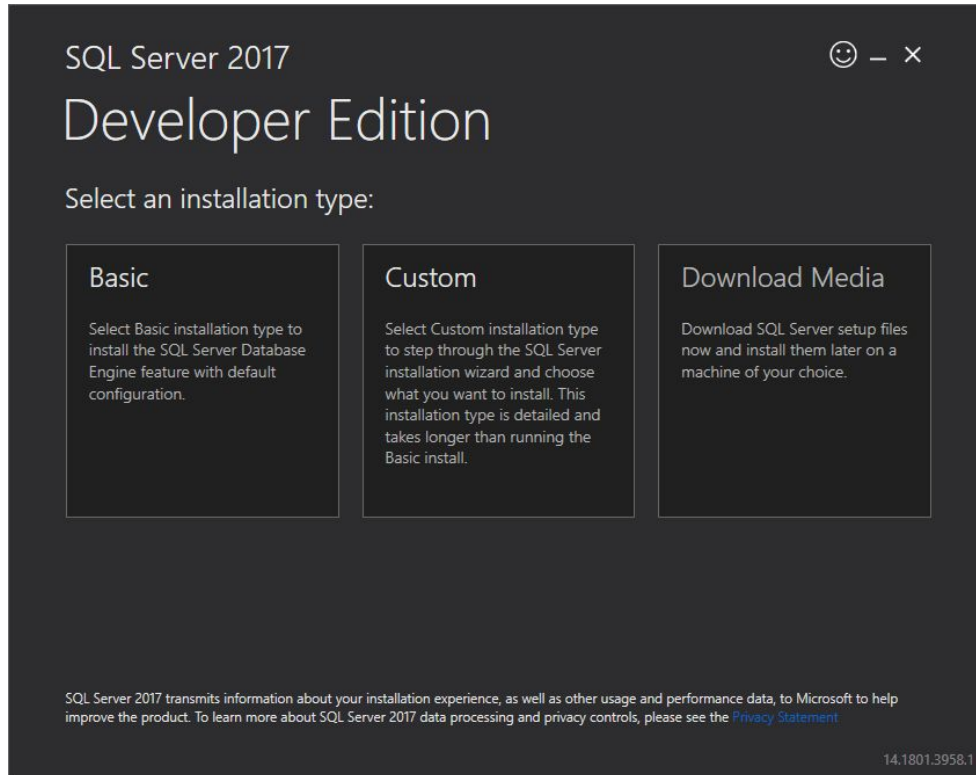 SQL Server 2017
Developer Edition
Select an installation type:
Basic
Select Basic installation type to
install the SQL Server Database
Engine feature with default
configuration.
Custom
Select Custom installation type
to step through the SQL Server
installation wizard and choose
what you want to install. This
installation type is detailed and
takes longer than running the
Basic install.
Download Media
Download SQL Server setup files
now and install them later on a
machine of your choice.
SQL Server 2017 transmits information about your installation experience, as well as other usage and performance data, to Microsoft to help
improve the product. To learn more about SQL Server 2017 data processing and privacy controls, please see the Privacy Statement
14.1801.3958.1